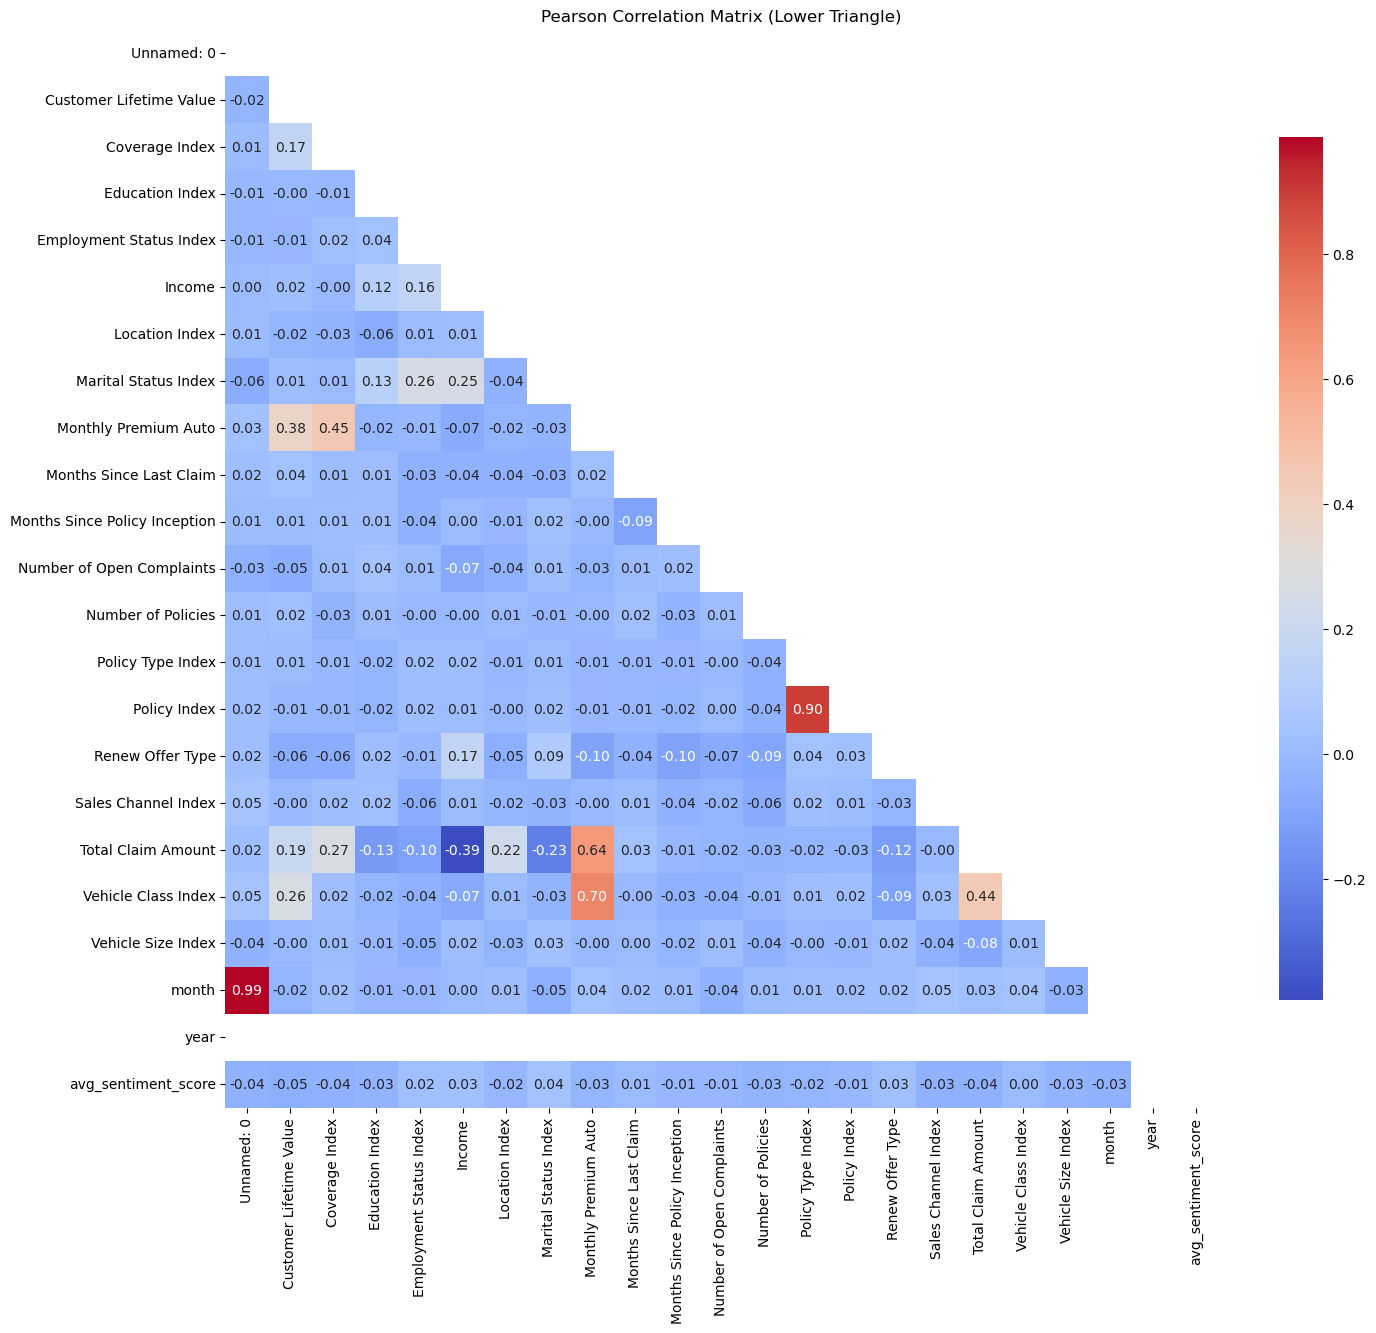 Pearson Correlation Matrix (Lower Triangle)
Unnamed: 0
Customer Lifetime Value -0.02
Coverage Index 0.01 0.17
Education Index -0.01 -0.00 -0.01
Employment Status Index -0.01 -0.01 0.02 0.04
Income 0.00 0.02 -0.00 0.12 0.16
Location Index 0.01 -0.02 -0.03 -0.06 0.01 0.01
Marital Status Index -0.06 0.01 0.01 0.13 0.26 0.25 -0.04
Monthly Premium Auto 0.03 0.38 0.45 -0.02 -0.01 -0.07 -0.02 -0.03
Months Since Last Claim 0.02 0.04 0.01 0.01 -0.03 -0.04 -0.04 -0.03 0.02
Months Since Policy Inception 0.01 0.01 0.01 0.01 -0.04 0.00 -0.01 0.02 -0.00 -0.09
Number of Open Complaints -0.03 -0.05 0.01 0.04 0.01 -0.07 -0.04 0.01 -0.03 0.01 0.02
Number of Policies 0.01 0.02 -0.03 0.01 -0.00 -0.00 0.01 -0.01 -0.00 0.02 -0.03 0.01
Policy Type Index 0.01 0.01 -0.01 -0.02 0.02 0.02 -0.01 0.01 -0.01 -0.01 -0.01 -0.00 -0.04
Policy Index 0.02 -0.01 -0.01 -0.02 0.02 0.01 -0.00 0.02 -0.01 -0.01 -0.02 0.00 -0.04 0.90
Renew Offer Type 0.02 -0.06 -0.06 0.02 -0.01 0.17 -0.05 0.09 -0.10 -0.04 -0.10 -0.07 -0.09 0.04 0.03
Sales Channel Index 0.05 -0.00 0.02 0.02 -0.06 0.01 -0.02 -0.03 -0.00 0.01 -0.04 -0.02 -0.06 0.02 0.01 -0.03
Total Claim Amount 0.02 0.19 0.27 -0.13 -0.10 -0.39 0.22 -0.23 0.64 0.03 -0.01 -0.02 -0.03 -0.02 -0.03 -0.12 -0.00
Vehicle Class Index 0.05 0.26 0.02 -0.02 -0.04 -0.07 0.01 -0.03 0.70 -0.00 -0.03 -0.04 -0.01 0.01 0.02 -0.09 0.03 0.44
Vehicle Size Index -0.04 -0.00 0.01 -0.01 -0.05 0.02 -0.03 0.03 -0.00 0.00 -0.02 0.01 -0.04 -0.00 -0.01 0.02 -0.04 -0.08 0.01
month 0.99 -0.02 0.02 -0.01 -0.01 0.00 0.01 -0.05 0.04 0.02 0.01 -0.04 0.01 0.01 0.02 0.02 0.05 0.03 0.04 -0.03
year
avg_sentiment_score -0.04 -0.05 -0.04 -0.03 0.02 0.03 -0.02 0.04 -0.03 0.01 -0.01 -0.01 -0.03 -0.02 -0.01 0.03 -0.03 -0.04 0.00 -0.03 -0.03
Unnamed: 0
Customer Lifetime Value
Coverage Index
Education Index
Employment Status Index
Income
Location Index
Marital Status Index
Monthly Premium Auto
Months Since Last Claim
Months Since Policy Inception
Number of Open Complaints
Number of Policies
Policy Type Index
Policy Index
Renew Offer Type
Sales Channel Index
Total Claim Amount
Vehicle Class Index
Vehicle Size Index
month
year
avg_sentiment_score
0.8
0.6
0.4
0.2
0.0
−0.2